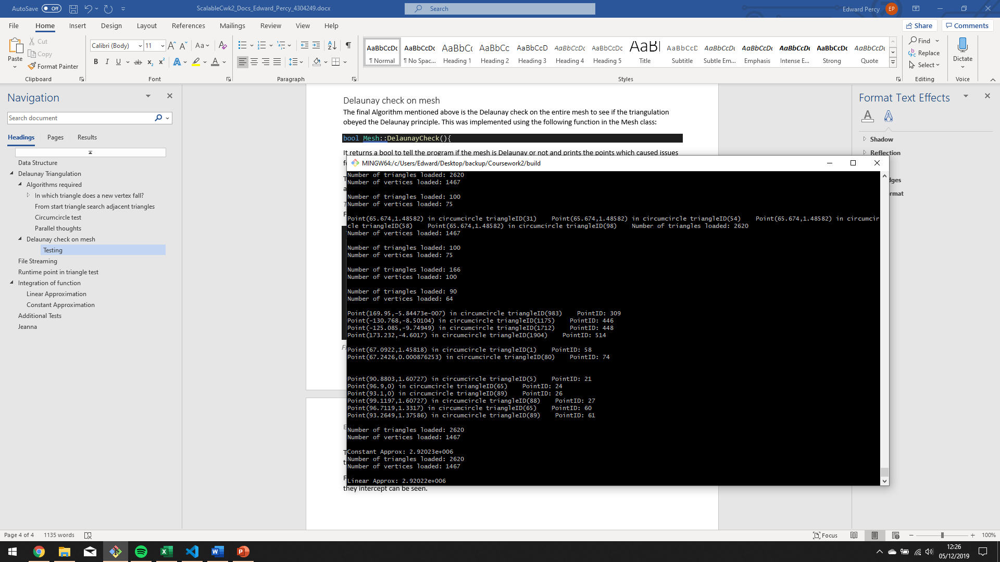 AutoSave Off
ScalableCwk2_Docs_Edward_Percy_4304249.docx
Search
Edward Percy EP
File Home Insert Design Layout References Mailings Review View Help
Share Comments
Paste
Cut
Copy
Format Painter
Clipboard
Calibri (Body) 11
Font
Paragraph
AaBbCcDc AaBbCcDc AaBbCc AaBbCc AaBbCcD AaBbCcDc AaBbCcDc AaBl AaBbCcD AaBbCcDc AaBbCcDc AaBbCcDc AaBbCcDc AaBbCcDc
¶ Normal ¶ No Spac... Heading 1 Heading 2 Heading 3 Heading 4 Heading 5 Title Subtitle Subtle Em... Emphasis Intense E... Strong Quote
Styles
Find
Replace
Select
Editing
Dictate
Voice
Navigation
Search document
Headings Pages Results
Data Structure
Delaunay Triangulation
Algorithms required
In which triangle does a new vertex fall?
From start triangle search adjacent triangles
Circumcircle test
Parallel thoughts
Delaunay check on mesh
Testing
File Streaming
Runtime point in triangle test
Integration of function
Linear Approximation
Constant Approximation
Additional Tests
Jeanna
Delaunay check on mesh
The final Algorithm mentioned above is the Delaunay check on the entire mesh to see if the triangulation
obeyed the Delaunay principle. This was implemented using the following function in the Mesh class:
bool Mesh::DelaunayCheck(){
It returns a bool to tell the program if the mesh is Delaunay or not and prints the points which caused issues
MINGW64:/c/Users/Edward/Desktop/backup/Coursework2/build
Number of triangles loaded: 2620
Number of vertices loaded: 1467
Number of triangles loaded: 100
Number of vertices loaded: 75
Point(65.674,1.48582) in circumcircle triangleID(31) Point(65.674,1.48582) in circumcircle triangleID(54) Point(65.674,1.48582) in circumcir
cle triangleID(58) Point(65.674,1.48582) in circumcircle triangleID(98) Number of triangles loaded: 2620
Number of vertices loaded: 1467
Number of triangles loaded: 100
Number of vertices loaded: 75
Number of triangles loaded: 166
Number of vertices loaded: 100
Number of triangles loaded: 90
Number of vertices loaded: 64
Point(169.95,-5.84473e-007) in circumcircle triangleID(983) PointID: 309
Point(-130.768,-8.50104) in circumcircle triangleID(1175) PointID: 446
Point(-125.085,-9.74949) in circumcircle triangleID(1712) PointID: 448
Point(173.232,-4.6017) in circumcircle triangleID(1904) PointID: 514
Point(67.0922,1.45818) in circumcircle triangleID(1) PointID: 58
Point(67.2426,0.000876253) in circumcircle triangleID(80) PointID: 74
Point(90.8803,1.60727) in circumcircle triangleID(5) PointID: 21
Point(96.9,0) in circumcircle triangleID(65) PointID: 24
Point(93.1,0) in circumcircle triangleID(89) PointID: 26
Point(99.1197,1.60727) in circumcircle triangleID(88) PointID: 27
Point(96.7119,1.3317) in circumcircle triangleID(65) PointID: 60
Point(93.2649,1.37586) in circumcircle triangleID(89) PointID: 61
Number of triangles loaded: 2620
Number of vertices loaded: 1467
Constant Approx: 2.92023e+006
Number of triangles loaded: 2620
Number of vertices loaded: 1467
Linear Approx: 2.92022e+006
they intercept can be seen.
Format Text Effects
Shadow
Reflection
Page 4 of 4 1135 words
Focus
100%
12:26
05/12/2019